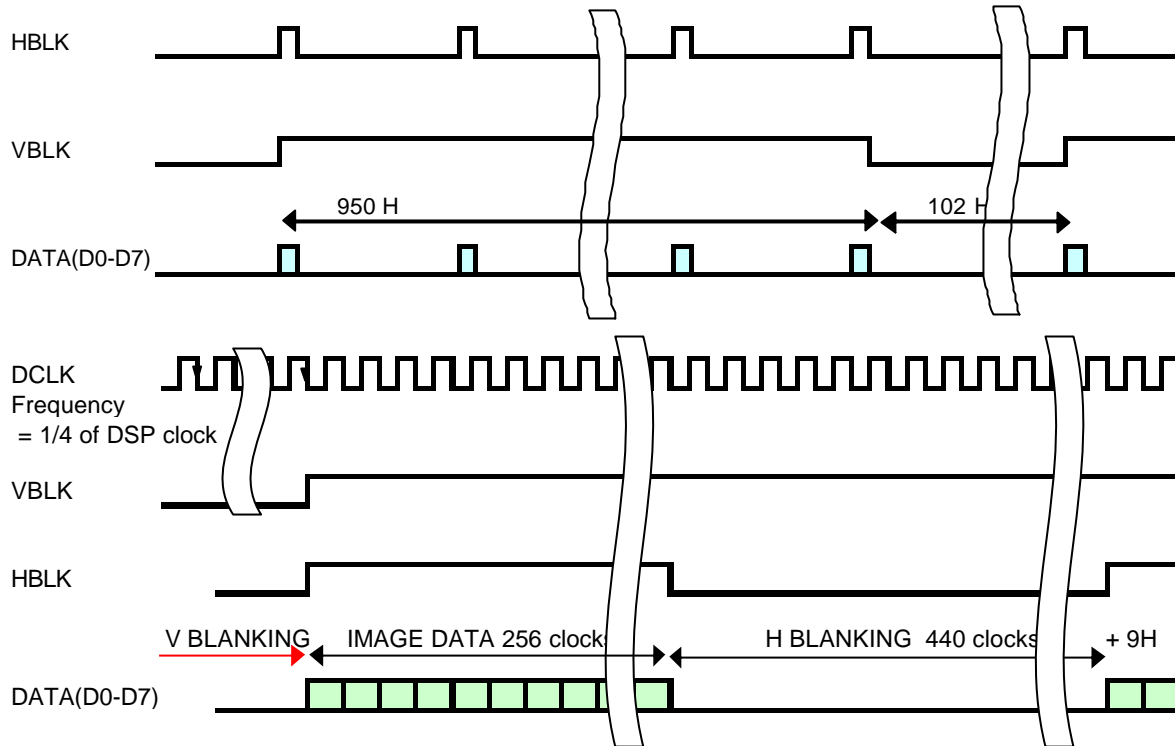 HBLK
VBLK
950 H
102 H
DATA(D0-D7)
DCLK
Frequency
= 1/4 of DSP clock
VBLK
HBLK
V BLANKING
IMAGE DATA 256 clocks
H BLANKING 440 clocks
+ 9H
DATA(D0-D7)